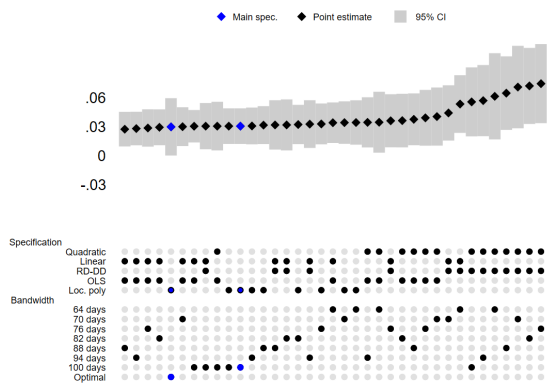 Main spec. Point estimate 95% CI
.06
.03
0
-.03
Specification
Quadratic
Linear
RD-DD
OLS
Loc. poly
Bandwidth
64 days
70 days
76 days
82 days
88 days
94 days
100 days
Optimal